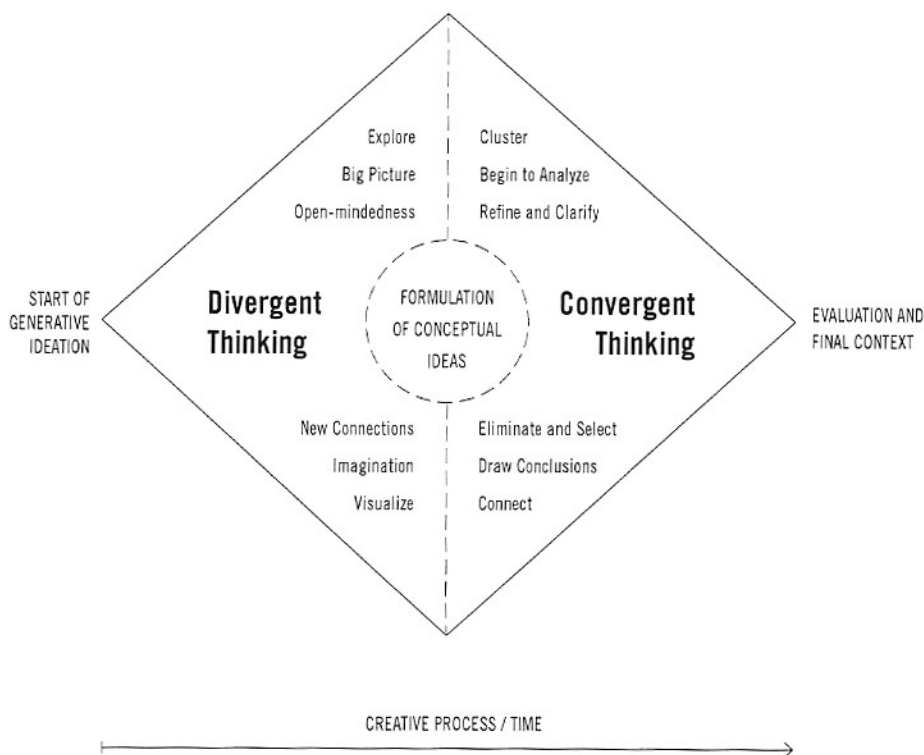 Explore
Big Picture
Open-mindedness
Cluster
Begin to Analyze
Refine and Clarify
START OF
GENERATIVE
IDEATION
Divergent
Thinking
FORMULATION
OF CONCEPTUAL
IDEAS
Convergent
Thinking
EVALUATION AND
FINAL CONTEXT
New Connections
Imagination
Visualize
Eliminate and Select
Draw Conclusions
Connect
CREATIVE PROCESS / TIME